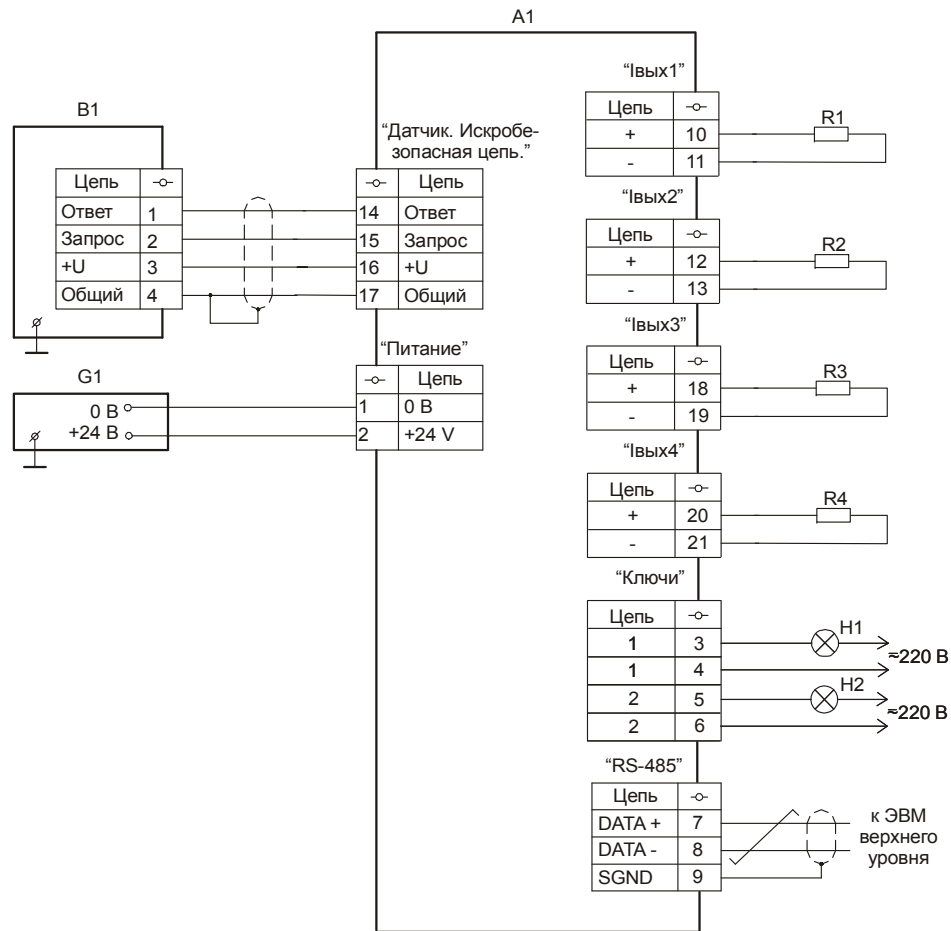 A1
B1
Цепь
Ответ 1
Запрос 2
+U 3
Общий 4
“Датчик. Искробе-
зопасная цепь.”
Цепь
14 Ответ
15 Запрос
16 +U
17 Общий
G1
0 В
+24 В
“Питание”
Цепь
1 0 В
2 +24 V
“Iвых1”
Цепь
+ 10
- 11
R1
“Iвых2”
Цепь
+ 12
- 13
R2
“Iвых3”
Цепь
+ 18
- 19
R3
“Iвых4”
Цепь
+ 20
- 21
R4
“Ключи”
Цепь
1 3
1 4
2 5
2 6
H1
≈220 В
H2
≈220 В
“RS-485”
Цепь
DATA + 7
DATA - 8
SGND 9
к ЭВМ
верхнего
уровня